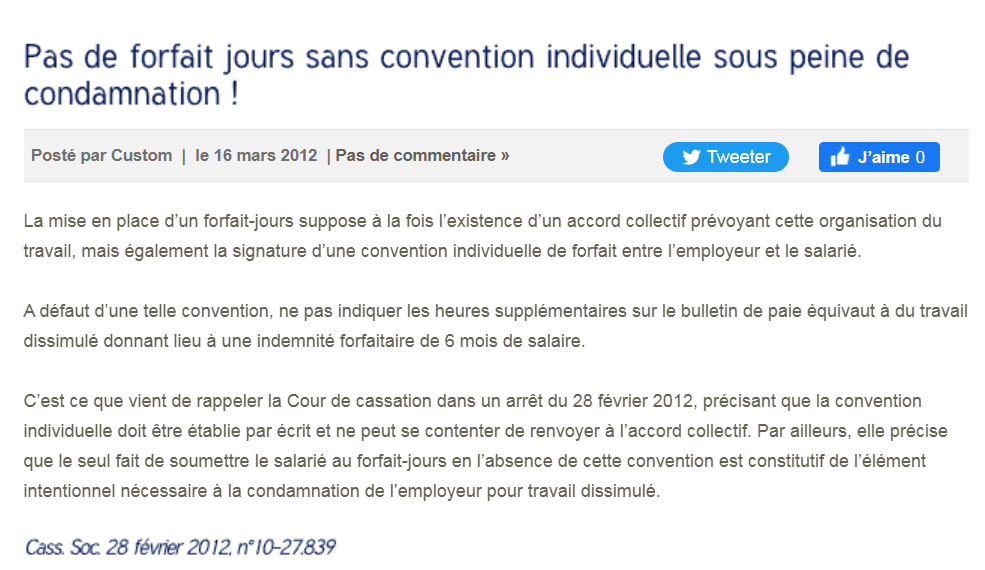 Pas de forfait jours sans convention individuelle sous peine de
condamnation !
Posté par Custom | le 16 mars 2012 | Pas de commentaire »
Tweeter
J'aime 0
La mise en place d'un forfait-jours suppose à la fois l'existence d'un accord collectif prévoyant cette organisation du
travail, mais également la signature d'une convention individuelle de forfait entre l'employeur et le salarié.
A défaut d'une telle convention, ne pas indiquer les heures supplémentaires sur le bulletin de paie équivaut à du travail
dissimulé donnant lieu à une indemnité forfaitaire de 6 mois de salaire.
C'est ce que vient de rappeler la Cour de cassation dans un arrêt du 28 février 2012, précisant que la convention
individuelle doit être établie par écrit et ne peut se contenter de renvoyer à l'accord collectif. Par ailleurs, elle précise
que le seul fait de soumettre le salarié au forfait-jours en l'absence de cette convention est constitutif de l'élément
intentionnel nécessaire à la condamnation de l'employeur pour travail dissimulé.
Cass. Soc. 28 février 2012, n°10-27.839